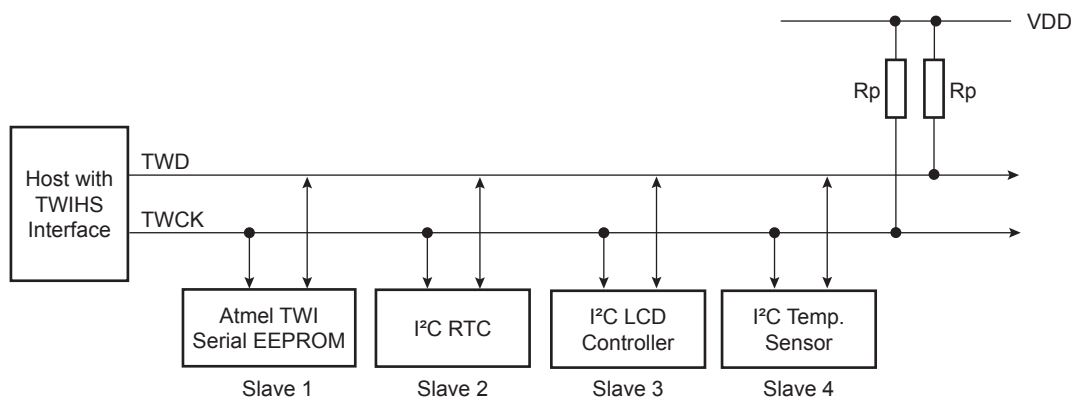 VDD
Rp Rp
Host with
TWIHS
Interface
TWD
TWCK
Atmel TWI
Serial EEPROM
Slave 1
I²C RTC
Slave 2
I²C LCD
Controller
Slave 3
I²C Temp.
Sensor
Slave 4